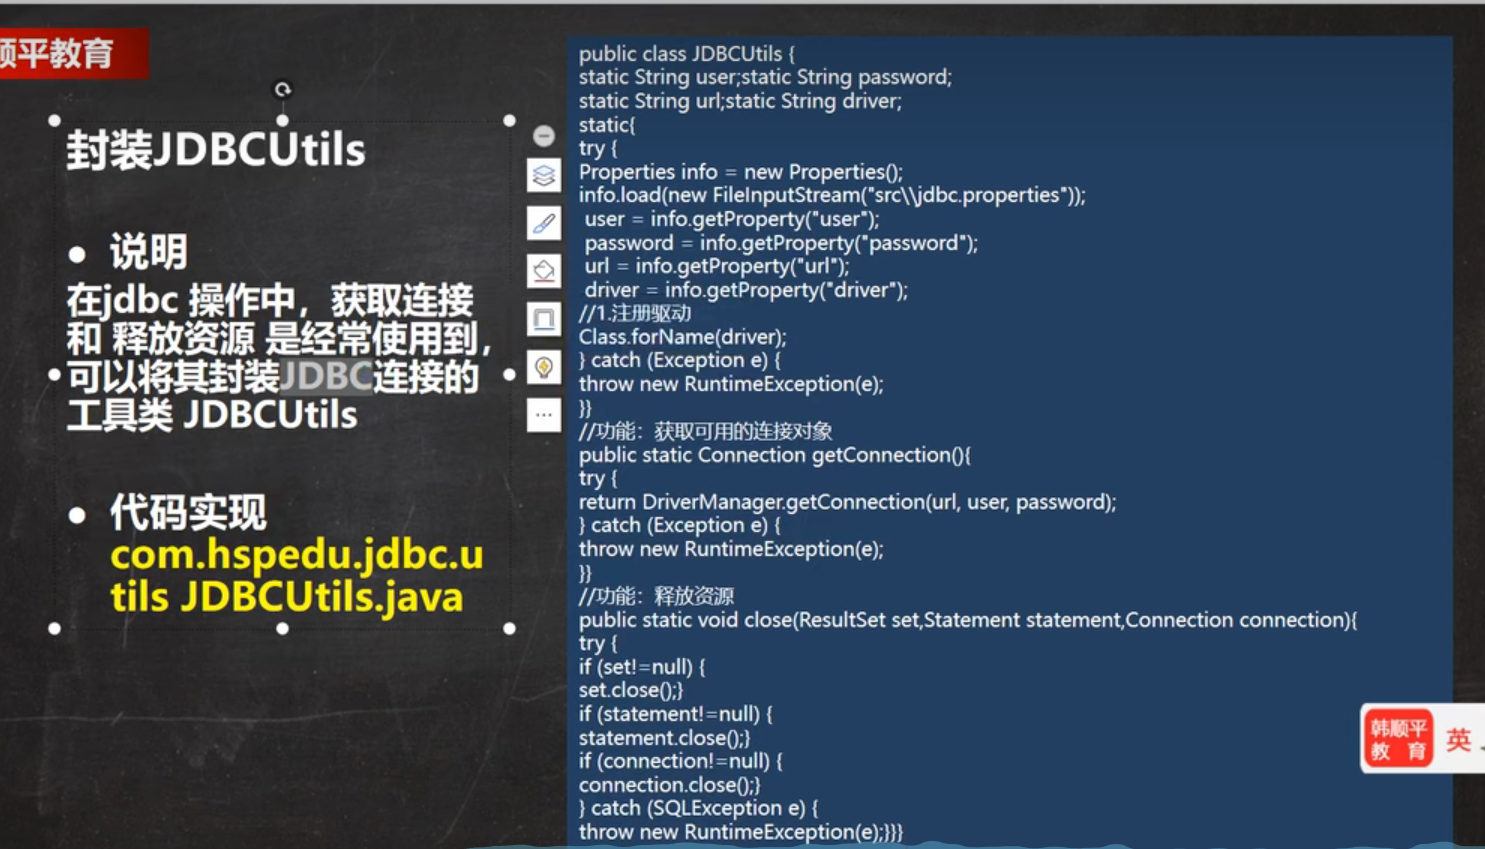 顺平教育
封装JDBCUtils
● 说明
在jdbc 操作中，获取连接
和 释放资源 是经常使用到，
可以将其封装JDBC连接的
工具类 JDBCUtils
● 代码实现
com.hspedu.jdbc.u
tils JDBCUtils.java
public class JDBCUtils {
static String user;static String password;
static String url;static String driver;
static{
try {
Properties info = new Properties();
info.load(new FileInputStream("src\\jdbc.properties"));
user = info.getProperty("user");
password = info.getProperty("password");
url = info.getProperty("url");
driver = info.getProperty("driver");
//1.注册驱动
Class.forName(driver);
} catch (Exception e) {
throw new RuntimeException(e);
}}
//功能：获取可用的连接对象
public static Connection getConnection(){
try {
return DriverManager.getConnection(url, user, password);
} catch (Exception e) {
throw new RuntimeException(e);
}}
//功能：释放资源
public static void close(ResultSet set,Statement statement,Connection connection){
try {
if (set!=null) {
set.close();}
if (statement!=null) {
statement.close();}
if (connection!=null) {
connection.close();}
} catch (SQLException e) {
throw new RuntimeException(e);}}}
韩顺平
教 育
英